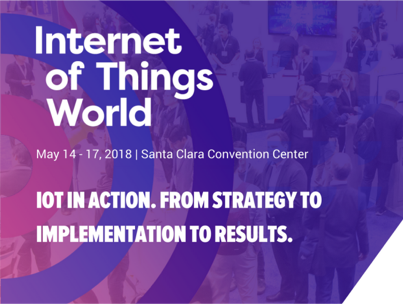 Internet
of Things
World
May 14 - 17, 2018 | Santa Clara Convention Center
IOT IN ACTION. FROM STRATEGY TO
IMPLEMENTATION TO RESULTS.